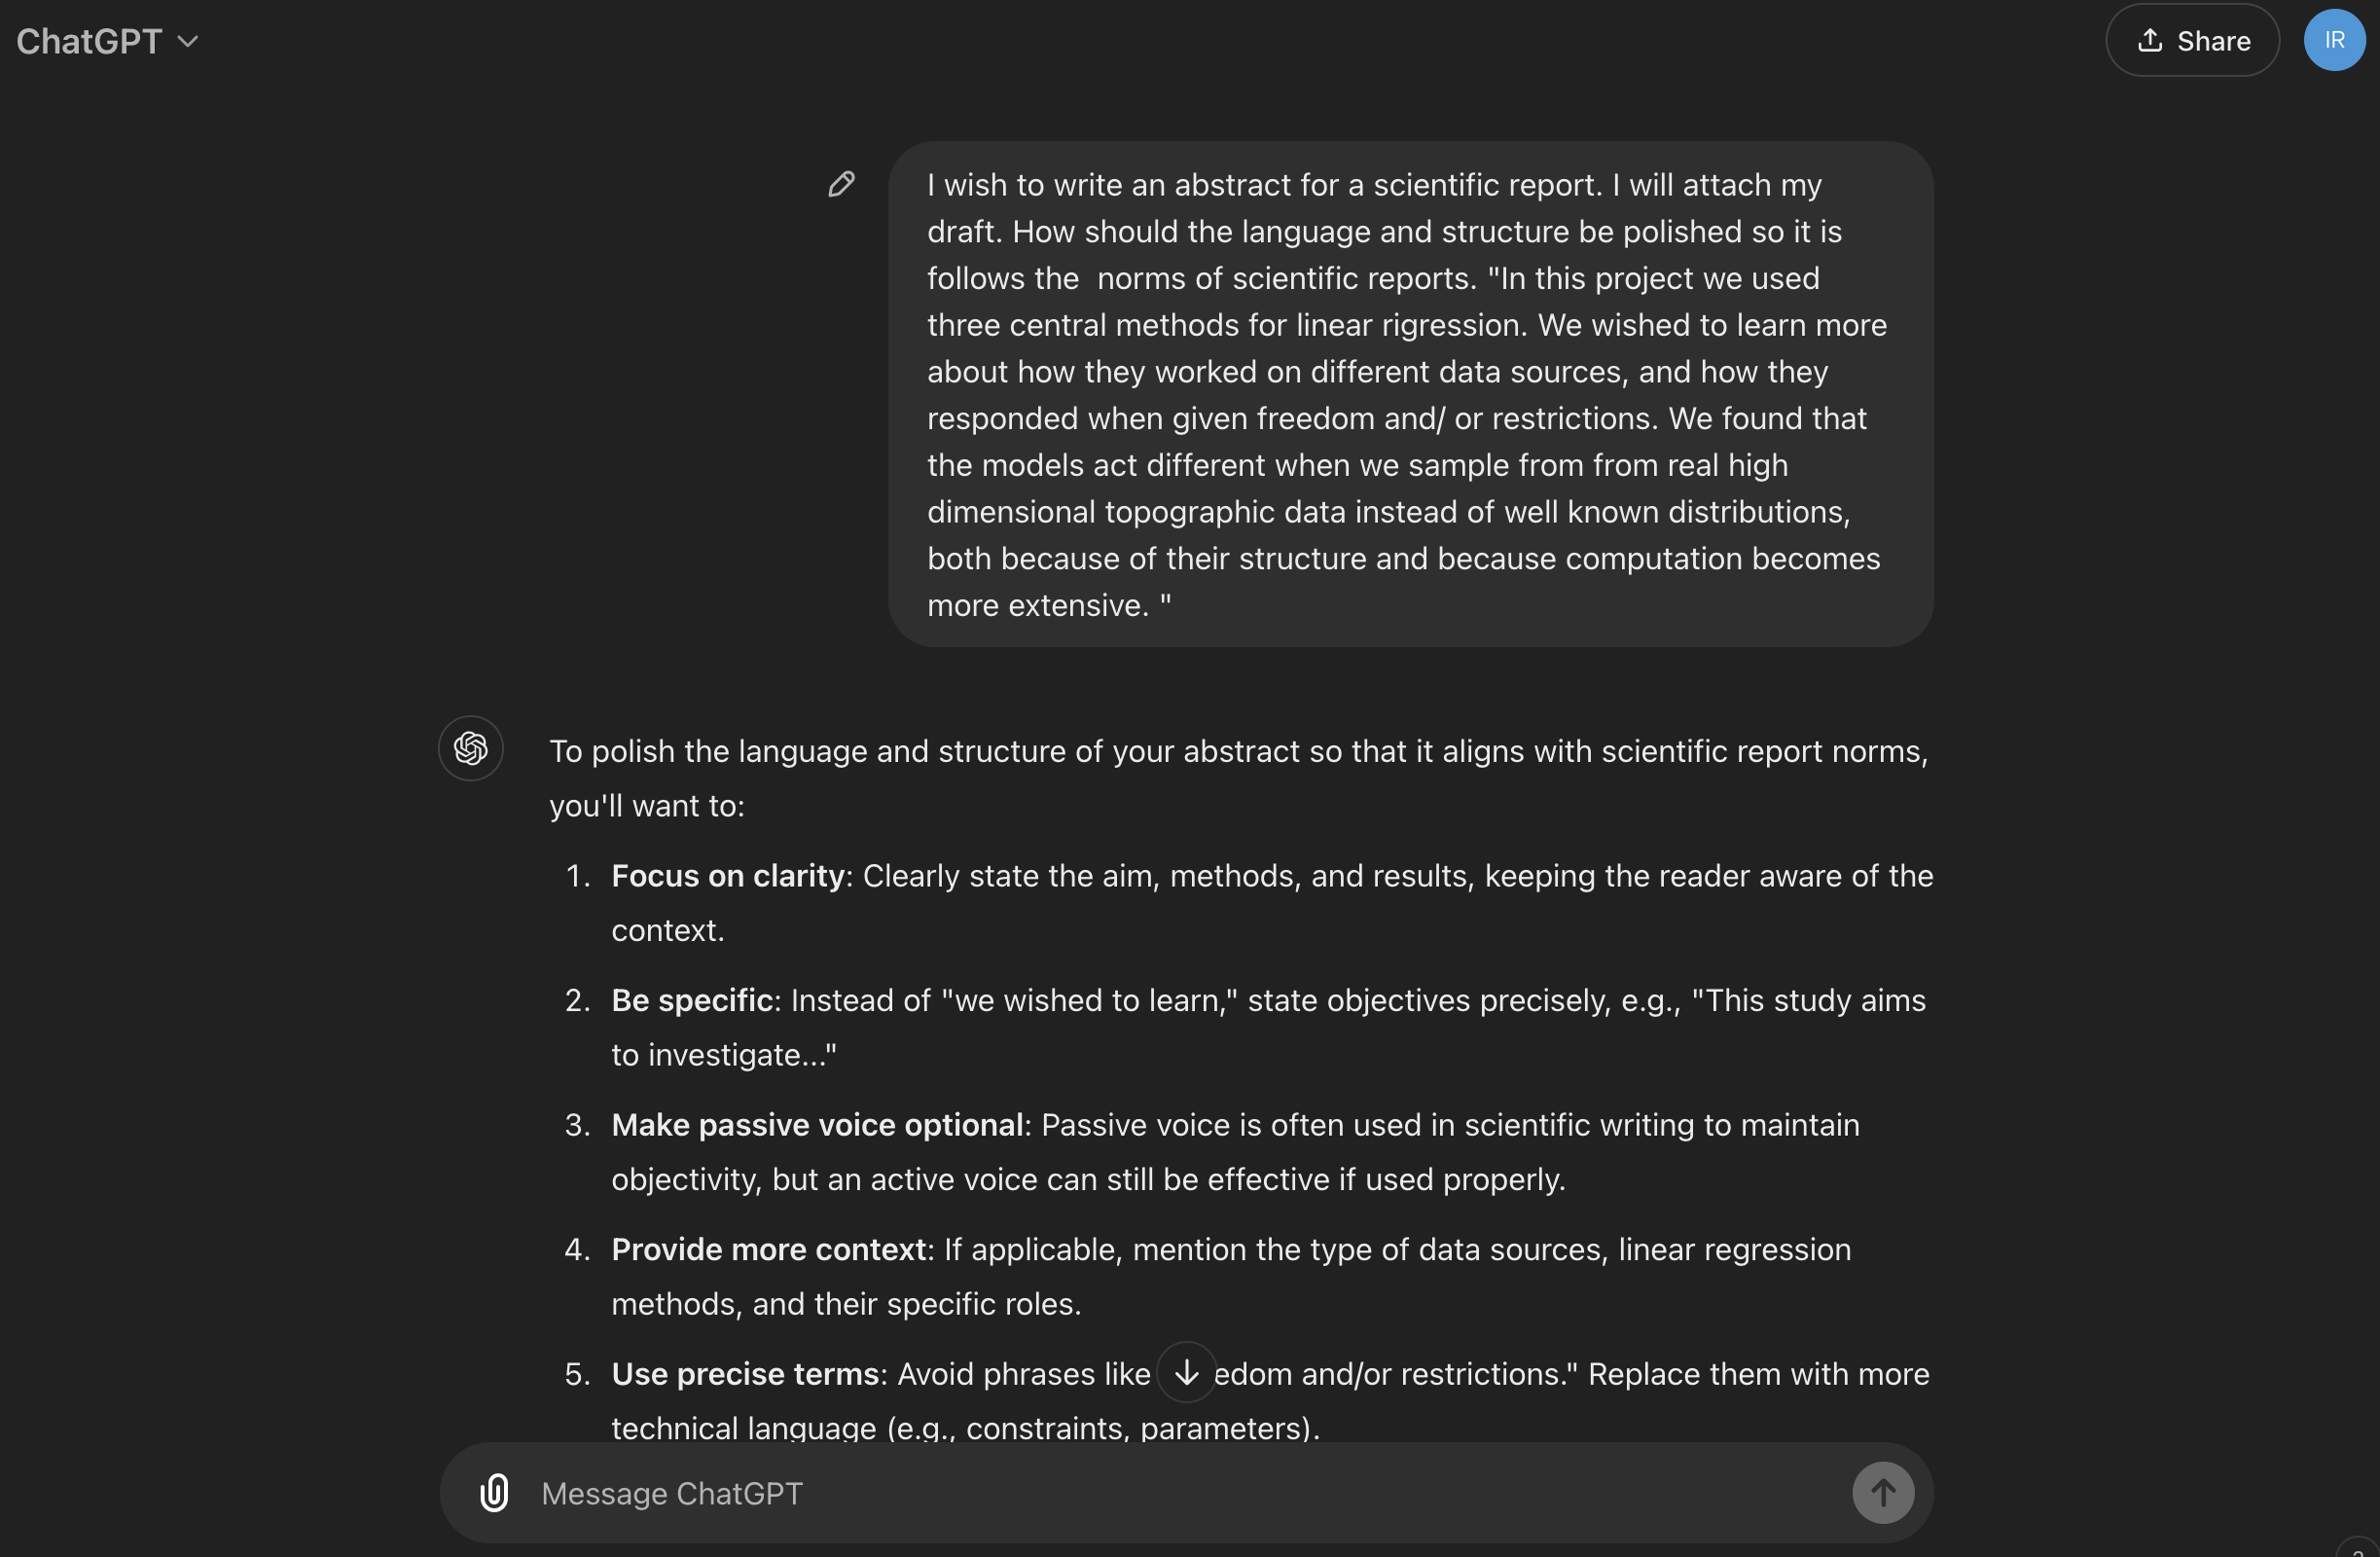 ChatGPT
Share
IR
I wish to write an abstract for a scientific report. I will attach my
draft. How should the language and structure be polished so it is
follows the  norms of scientific reports. "In this project we used
three central methods for linear rigression. We wished to learn more
about how they worked on different data sources, and how they
responded when given freedom and/ or restrictions. We found that
the models act different when we sample from from real high
dimensional topographic data instead of well known distributions,
both because of their structure and because computation becomes
more extensive. "
To polish the language and structure of your abstract so that it aligns with scientific report norms,
you'll want to:
1. Focus on clarity: Clearly state the aim, methods, and results, keeping the reader aware of the
context.
2. Be specific: Instead of "we wished to learn," state objectives precisely, e.g., "This study aims
to investigate..."
3. Make passive voice optional: Passive voice is often used in scientific writing to maintain
objectivity, but an active voice can still be effective if used properly.
4. Provide more context: If applicable, mention the type of data sources, linear regression
methods, and their specific roles.
5. Use precise terms: Avoid phrases like edom and/or restrictions." Replace them with more
technical language (e.g., constraints, parameters).
Message ChatGPT